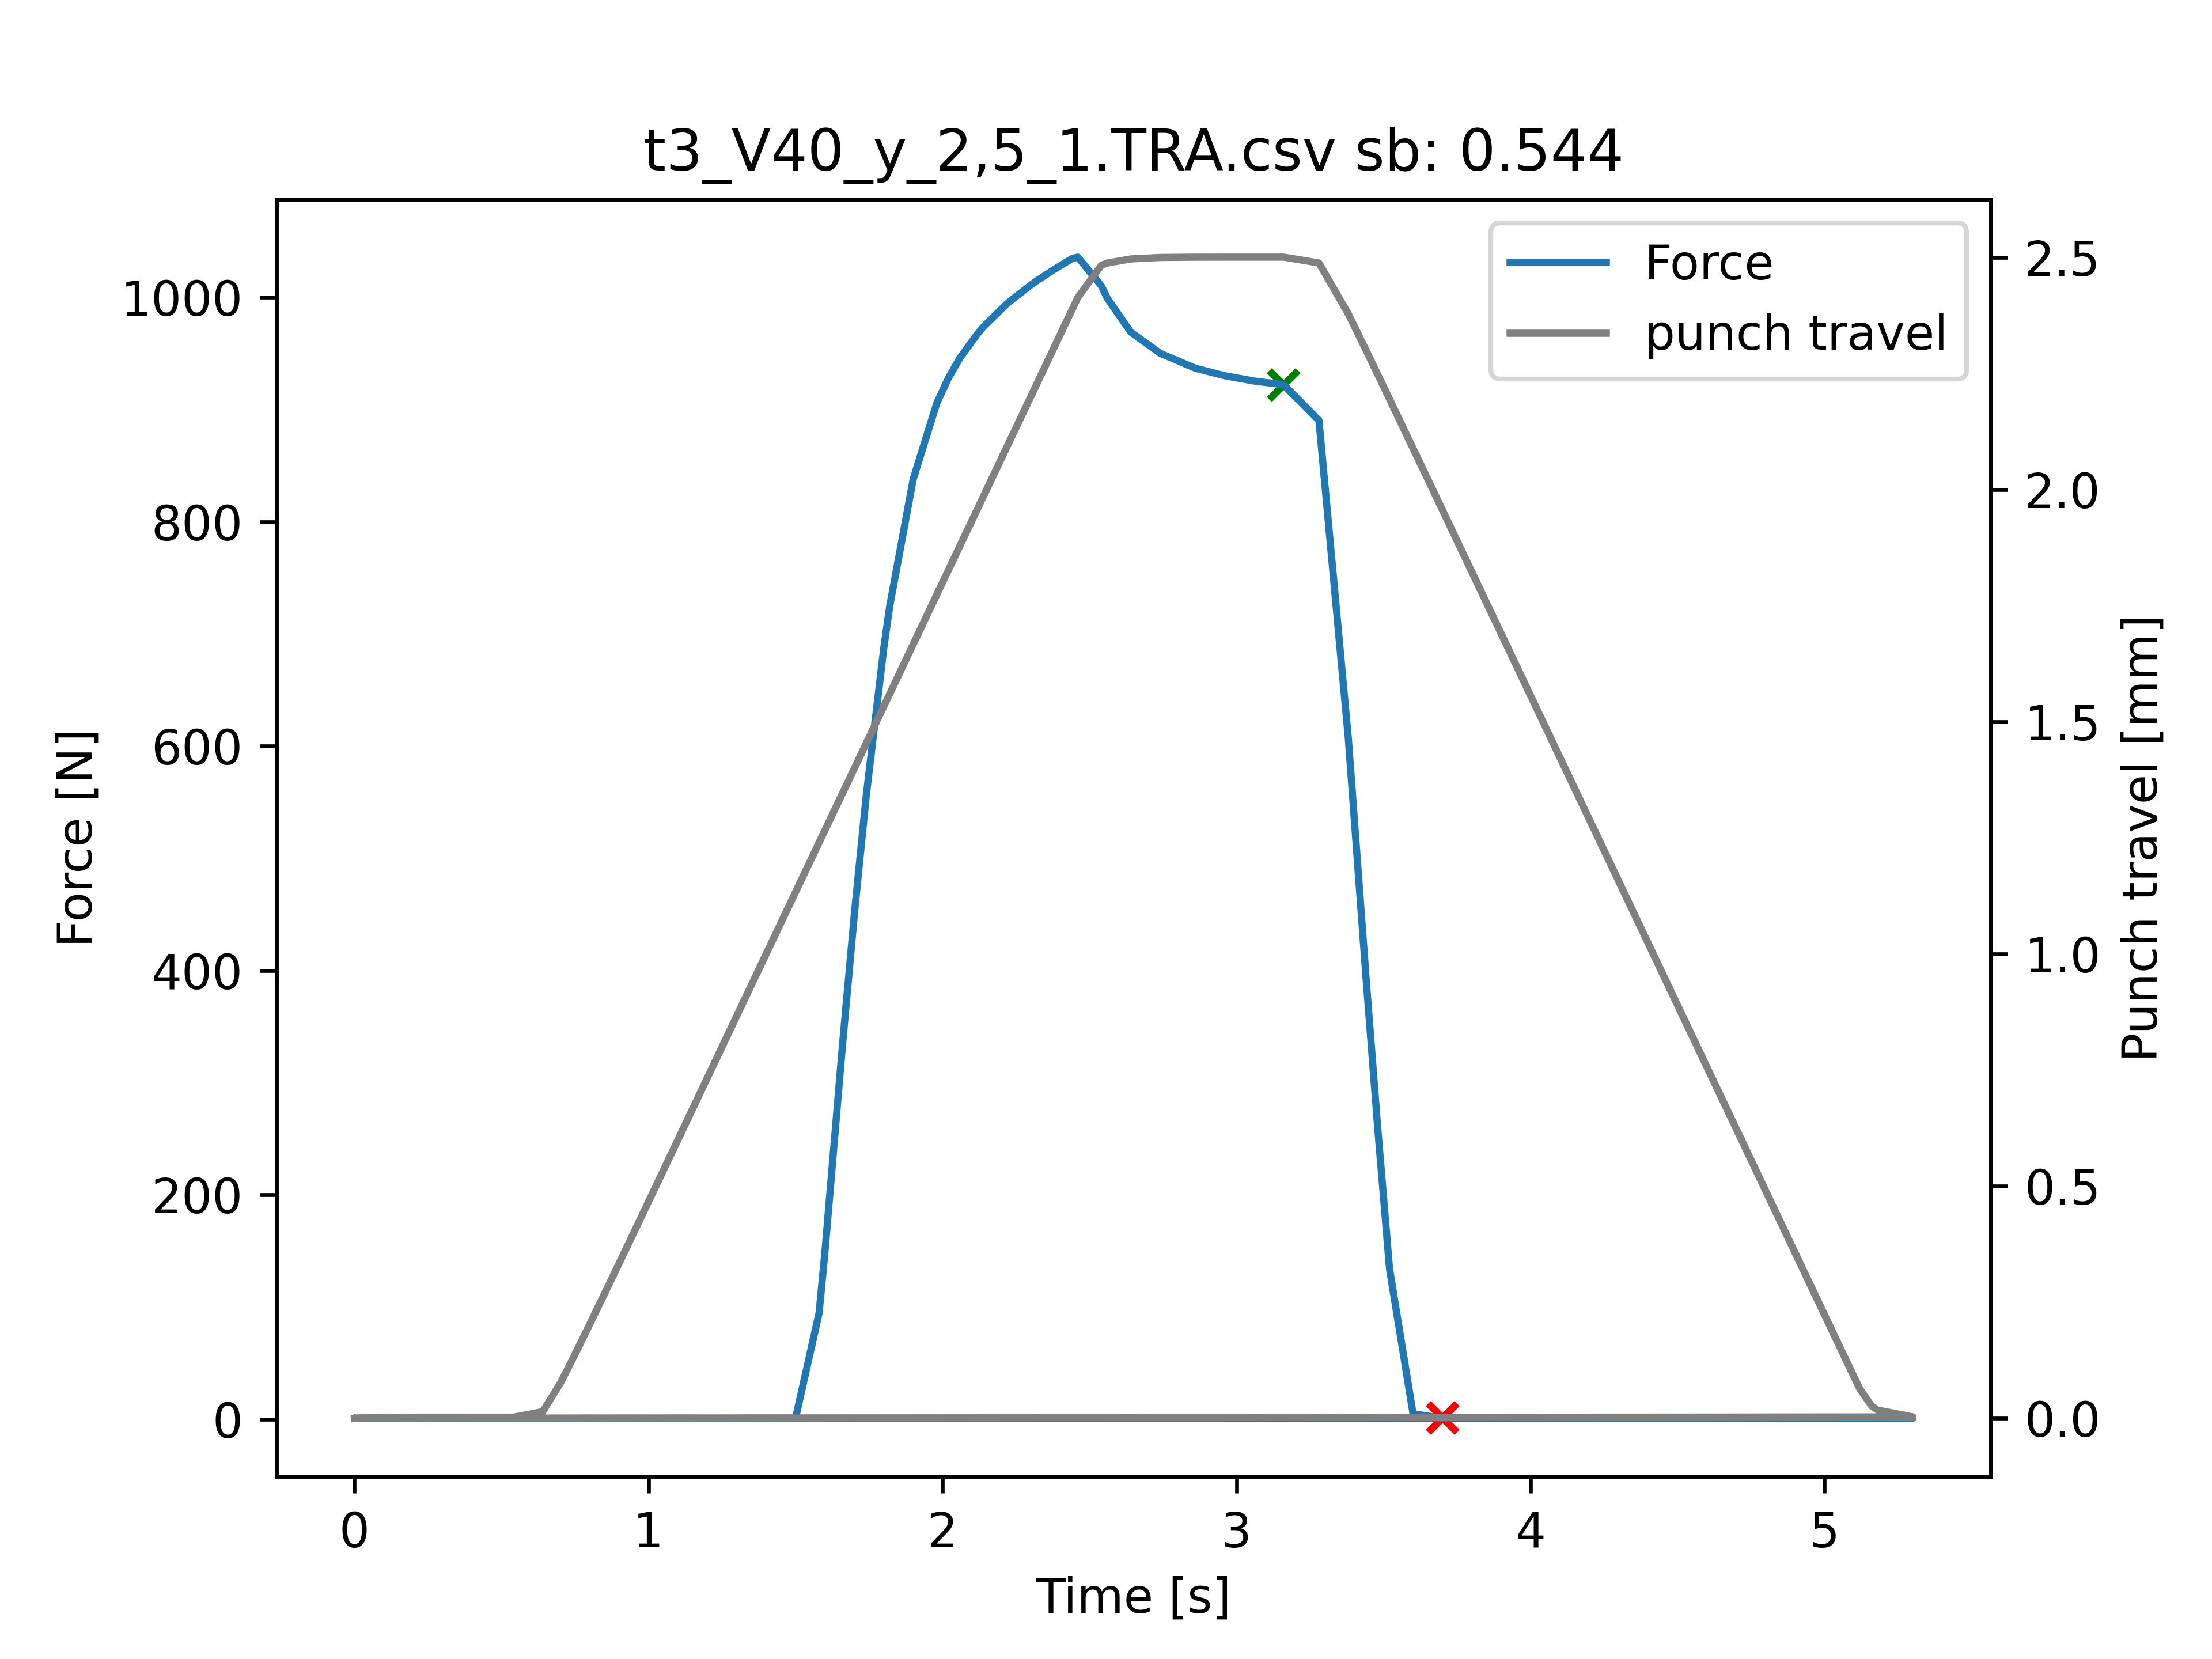 t3_V40_y_2,5_1.TRA.csv sb: 0.544
Force
punch travel
1000
800
600
400
200
0
Force [N]
2.5
2.0
1.5
1.0
0.5
0.0
Punch travel [mm]
0 1 2 3 4 5
Time [s]